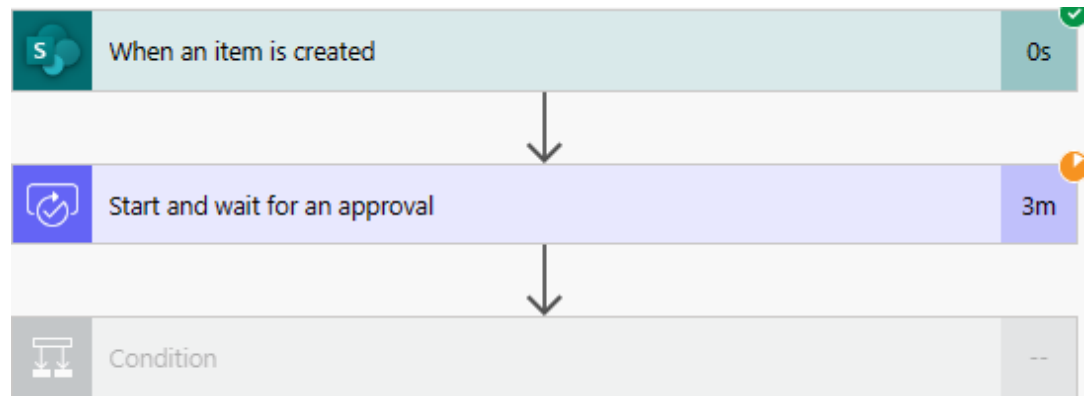 S
When an item is created
0s
Start and wait for an approval
3m
Condition
--